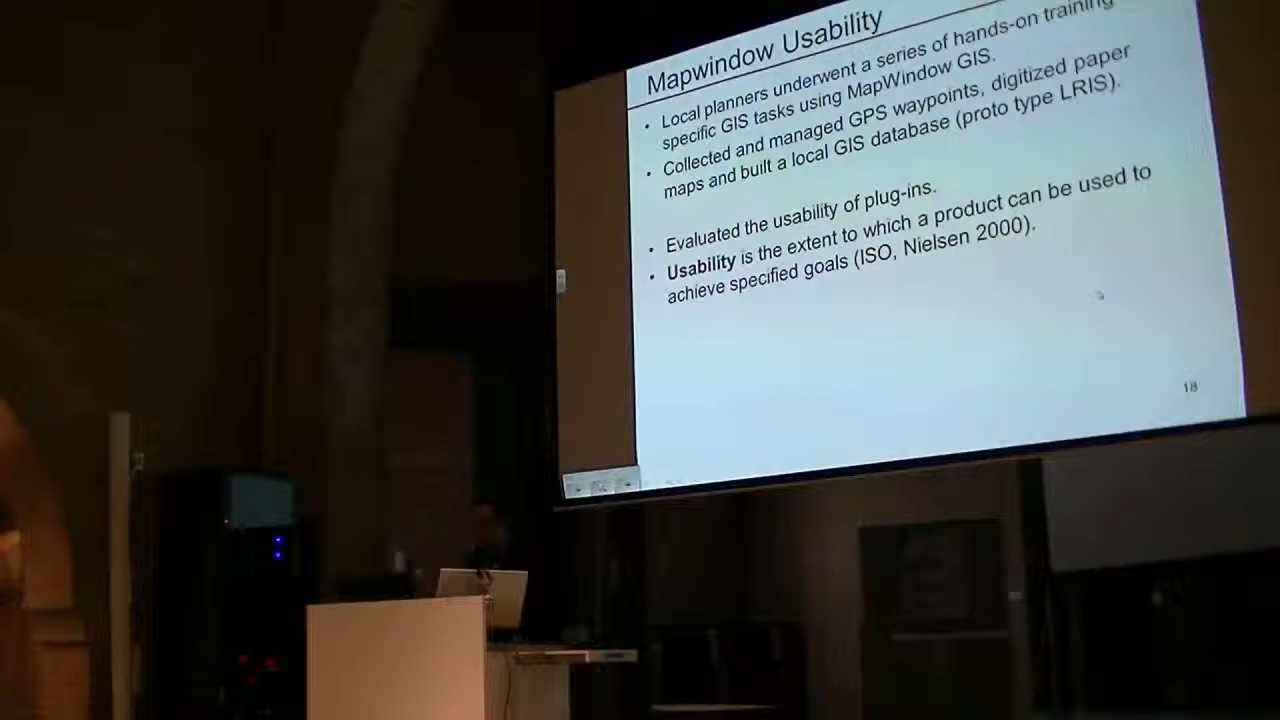 Mapwindow Usability
• Local planners underwent a series of hands-on training
specific GIS tasks using MapWindow GIS.
• Collected and managed GPS waypoints, digitized paper
maps and built a local GIS database (proto type LRIS).
• Evaluated the usability of plug-ins.
• Usability is the extent to which a product can be used to
achieve specified goals (ISO, Nielsen 2000).
18